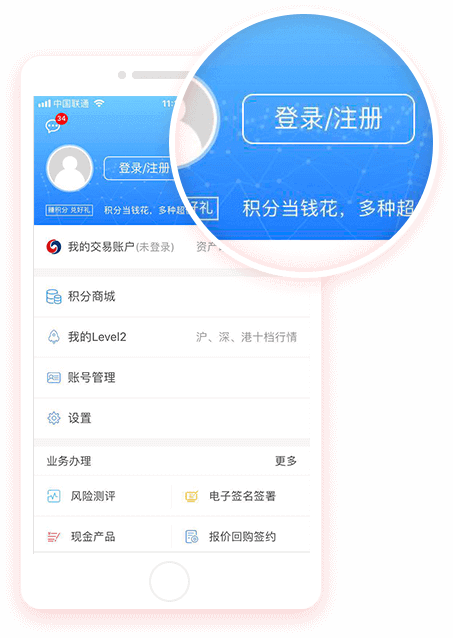 中国联通
34
登录/注册
登录/注册
赚积分 兑好礼
积分当钱花，多种超
好礼
积分当钱花，多种超
我的交易账户(未登录)
资产
积分商城
我的Level2
沪、深、港十档行情
账号管理
设置
业务办理
更多
风险测评
电子签名签署
现金产品
报价回购签约